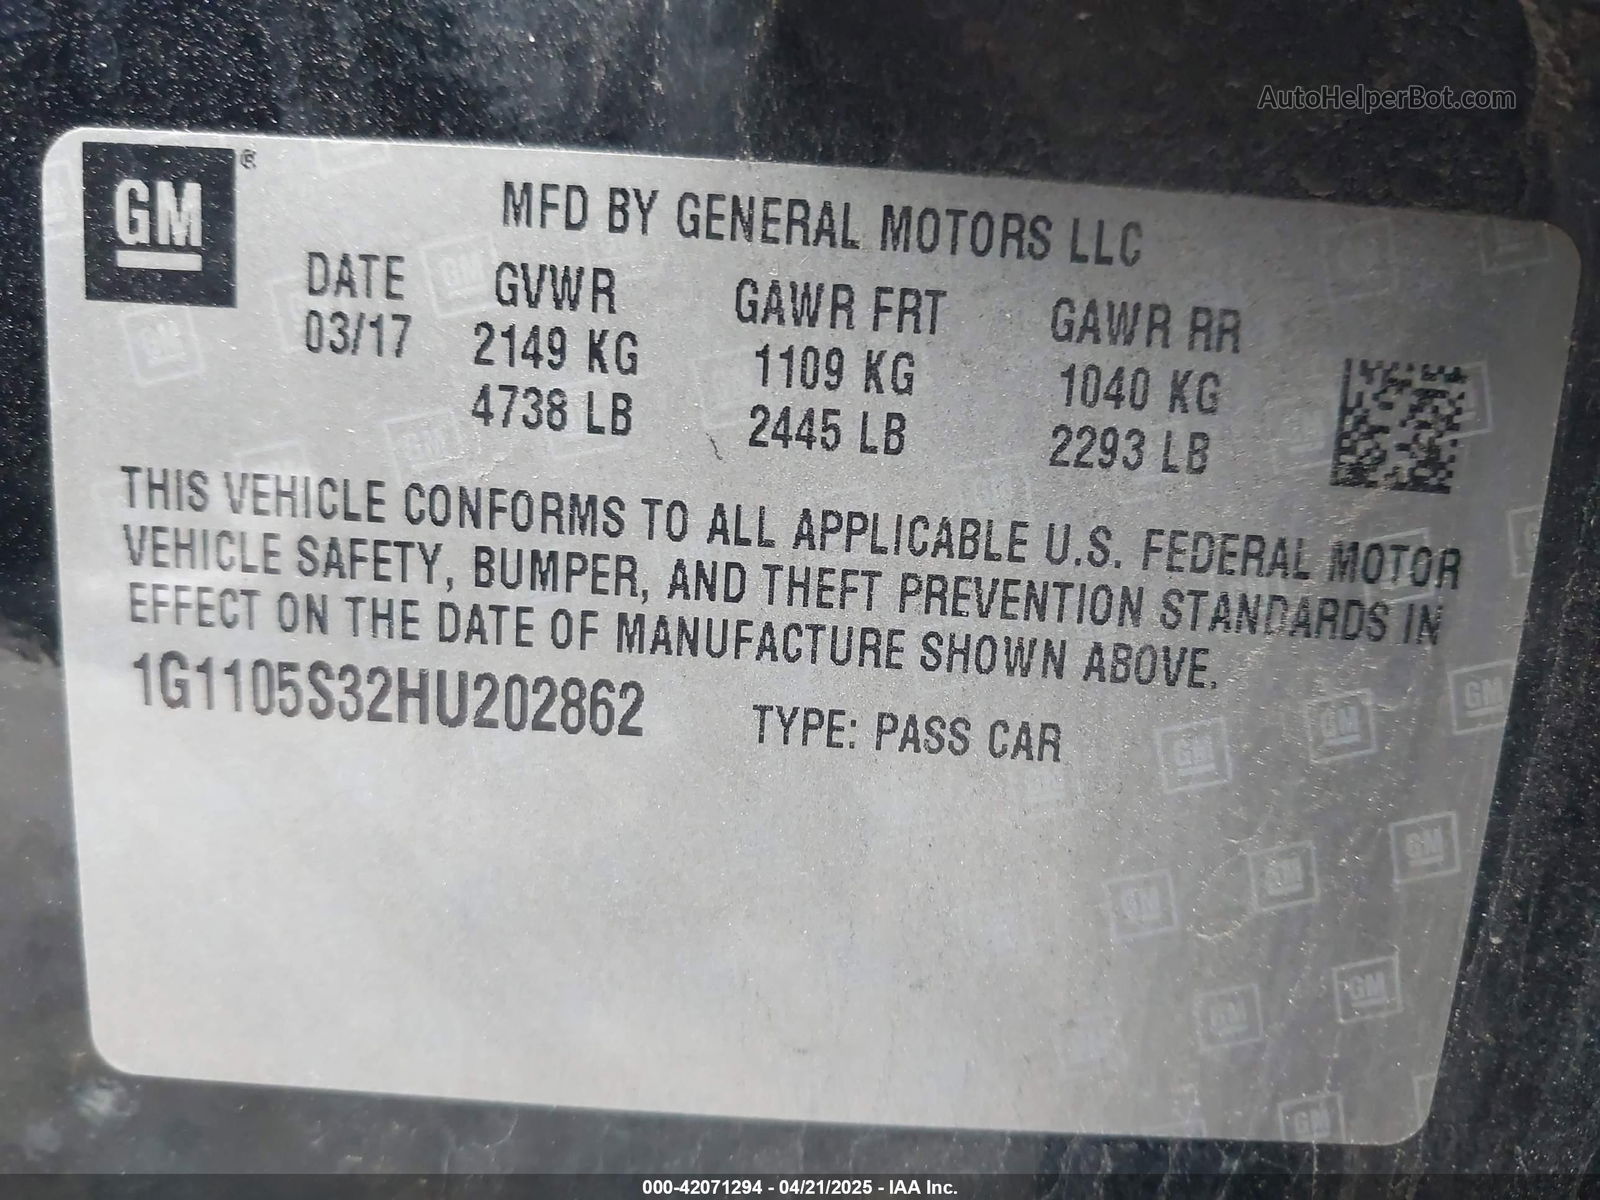 AutoHelperBot.com
GM ®
MFD BY GENERAL MOTORS LLC
DATE GVWR GAWR FRT GAWR RR
03/17 2149 KG 1109 KG 1040 KG
4738 LB 2445 LB 2293 LB
THIS VEHICLE CONFORMS TO ALL APPLICABLE U.S. FEDERAL MOTOR
VEHICLE SAFETY, BUMPER, AND THEFT PREVENTION STANDARDS IN
EFFECT ON THE DATE OF MANUFACTURE SHOWN ABOVE.
1G1105S32HU202862 TYPE: PASS CAR
000-42071294 - 04/21/2025 - IAA Inc.